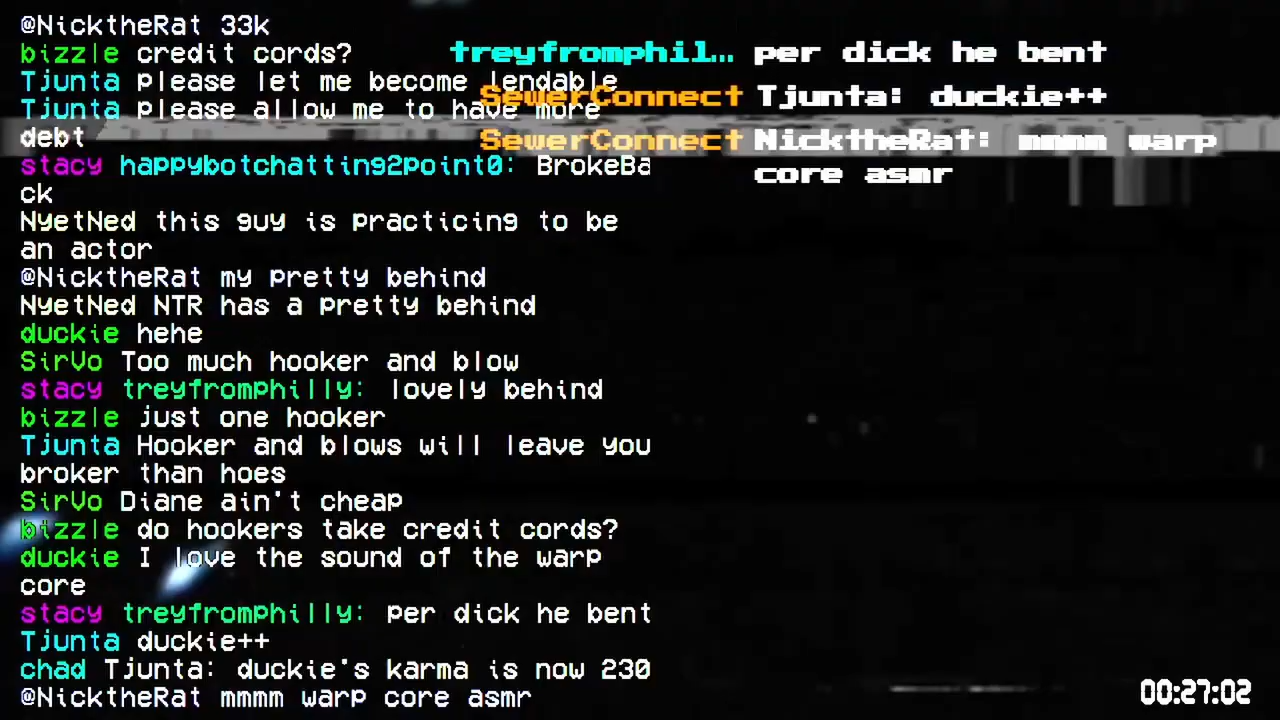 @NicktheRat 33k
bizzle credit cords?
Tjunta please let me become lendable
Tjunta please allow me to have more
debt
stacy happybotchatting2point0: BrokeBa
ck
NyetNed this guy is practicing to be
an actor
@NicktheRat my pretty behind
NyetNed NTR has a pretty behind
duckie hehe
SirVo Too much hooker and blow
stacy treyfromphilly: lovely behind
bizzle just one hooker
Tjunta Hooker and blows will leave you
broker than hoes
SirVo Diane ain't cheap
bizzle do hookers take credit cords?
duckie I love the sound of the warp
core
stacy treyfromphilly: per dick he bent
Tjunta duckie++
chad Tjunta: duckie's karma is now 230
@NicktheRat mmmm warp core asmr
treyfromphil… per dick he bent
SewerConnect Tjunta: duckie++
SewerConnect NicktheRat: mmmm warp
core asmr
00:27:02